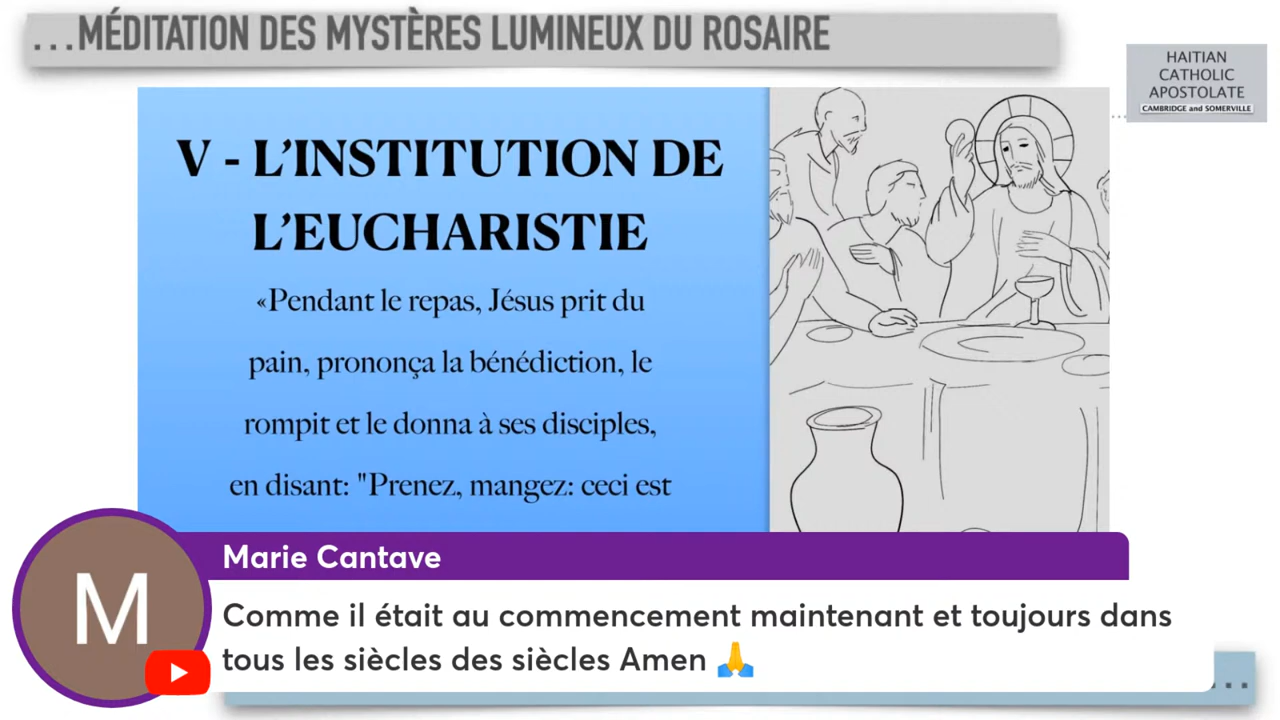 ...MÉDITATION DES MYSTÈRES LUMINEUX DU ROSAIRE
HAITIAN
CATHOLIC
APOSTOLATE
CAMBRIDGE and SOMERVILLE
V - L'INSTITUTION DE
L'EUCHARISTIE
«Pendant le repas, Jésus prit du
pain, prononça la bénédiction, le
rompit et le donna à ses disciples,
en disant: "Prenez, mangez: ceci est
M
Marie Cantave
Comme il était au commencement maintenant et toujours dans
tous les siècles des siècles Amen 🙏